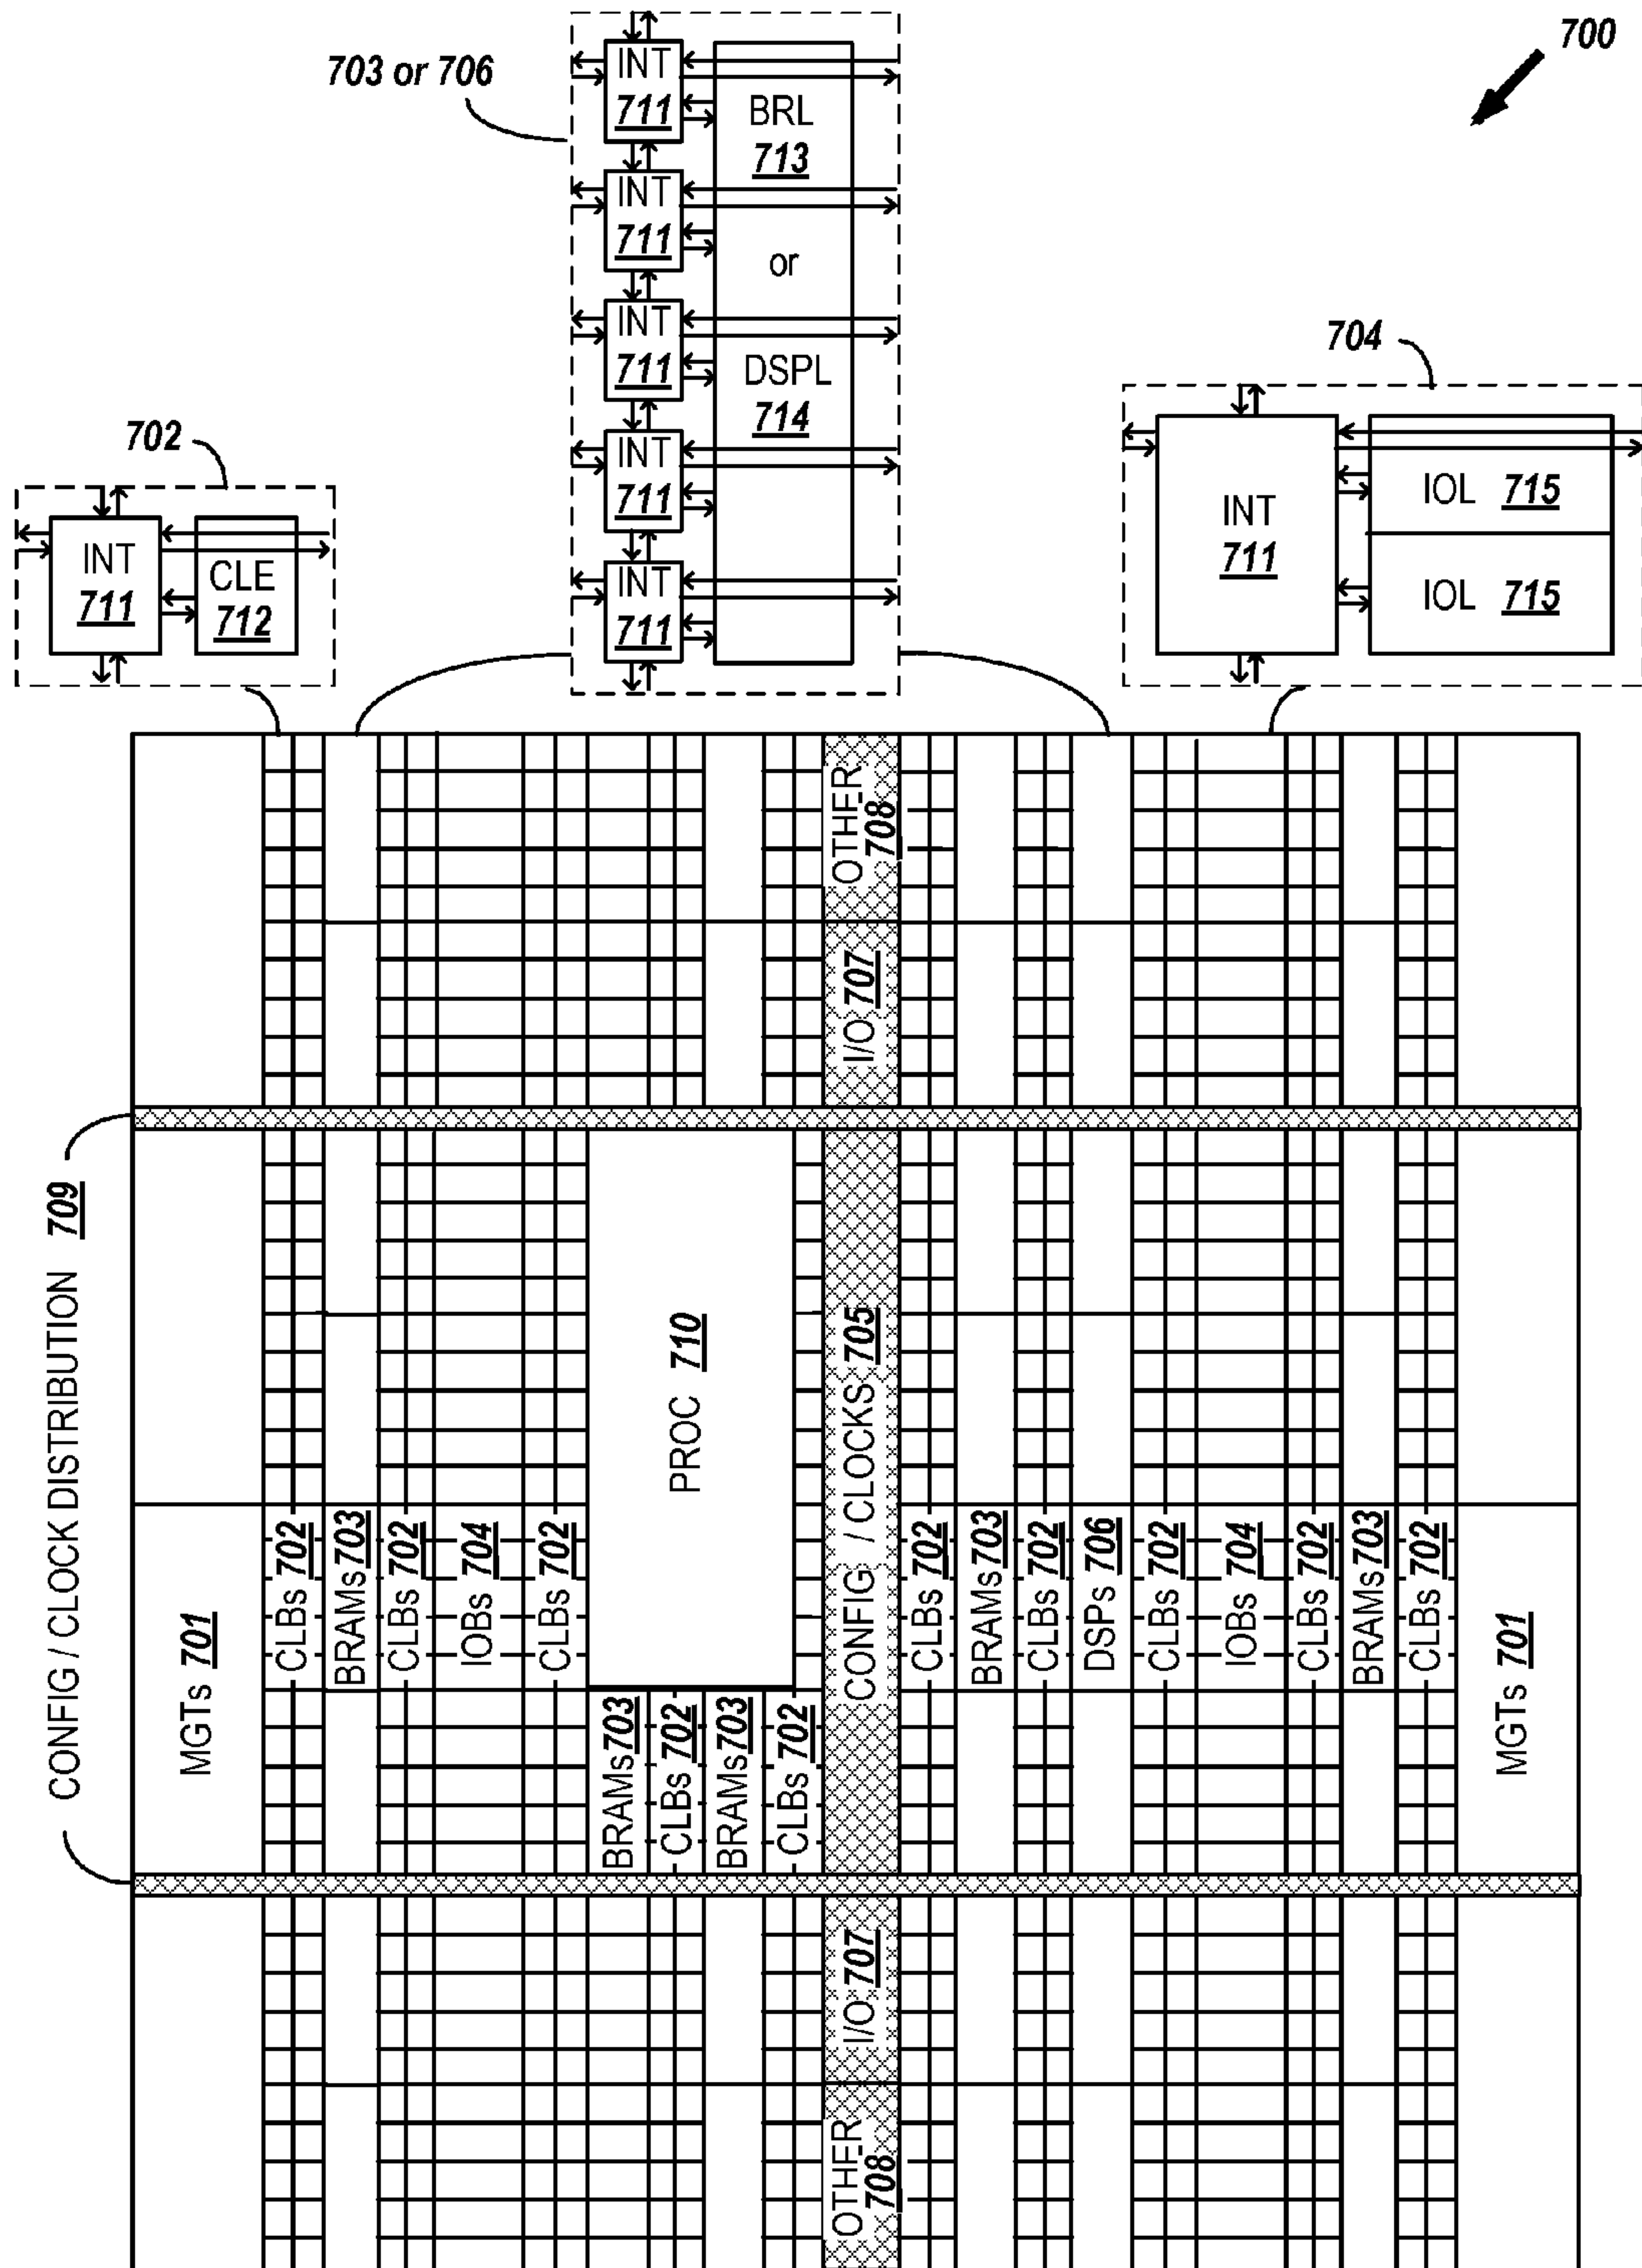 700
703 or 706
INT
711
INT
711
INT
711
INT
711
INT
711
BRL
713
or
DSPL
714
704
INT
711
IOL 715
IOL 715
702
INT
711
CLE
712
OTHER
708
I/O 707
CONFIG / CLOCK DISTRIBUTION 709
PROC 710
CONFIG / CLOCKS 705
MGTs 701
CLBs 702
BRAMs 703
CLBs 702
IOBs 704
CLBs 702
BRAMs 703
CLBs 702
BRAMs 703
CLBs 702
CLBs 702
BRAMs 703
CLBs 702
DSPs 706
CLBs 702
IOBs 704
CLBs 702
BRAMs 703
CLBs 702
MGTs 701
I/O 707
OTHER
708